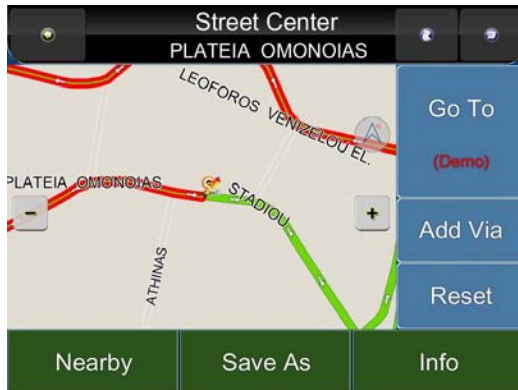 Street Center
PLATEIA OMONOIAS
LEOFOROS VENIZELOU EL.
Go To
(Demo)
PLATEIA OMONOIAS
STADIOU
-
+
Add Via
ATHINAS
Reset
Nearby
Save As
Info